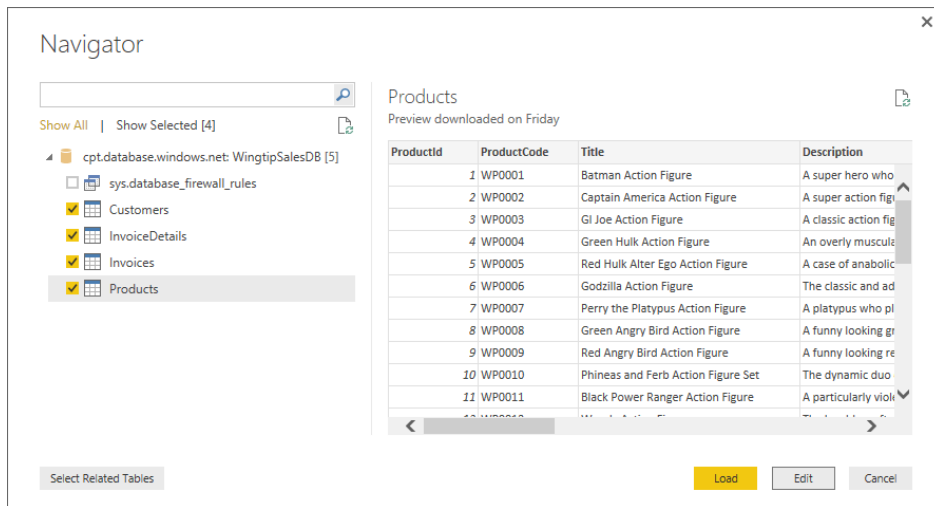 Navigator
Show All | Show Selected [4]
cpt.database.windows.net: WingtipSalesDB [5]
sys.database_firewall_rules
Customers
InvoiceDetails
Invoices
Products
Products
Preview downloaded on Friday
ProductId ProductCode Title Description
1 WP0001 Batman Action Figure A super hero who
2 WP0002 Captain America Action Figure A super action figu
3 WP0003 GI Joe Action Figure A classic action fig
4 WP0004 Green Hulk Action Figure An overly muscula
5 WP0005 Red Hulk Alter Ego Action Figure A case of anabolic
6 WP0006 Godzilla Action Figure The classic and ad
7 WP0007 Perry the Platypus Action Figure A platypus who pl
8 WP0008 Green Angry Bird Action Figure A funny looking gr
9 WP0009 Red Angry Bird Action Figure A funny looking re
10 WP0010 Phineas and Ferb Action Figure Set The dynamic duo
11 WP0011 Black Power Ranger Action Figure A particularly viole
Select Related Tables Load Edit Cancel